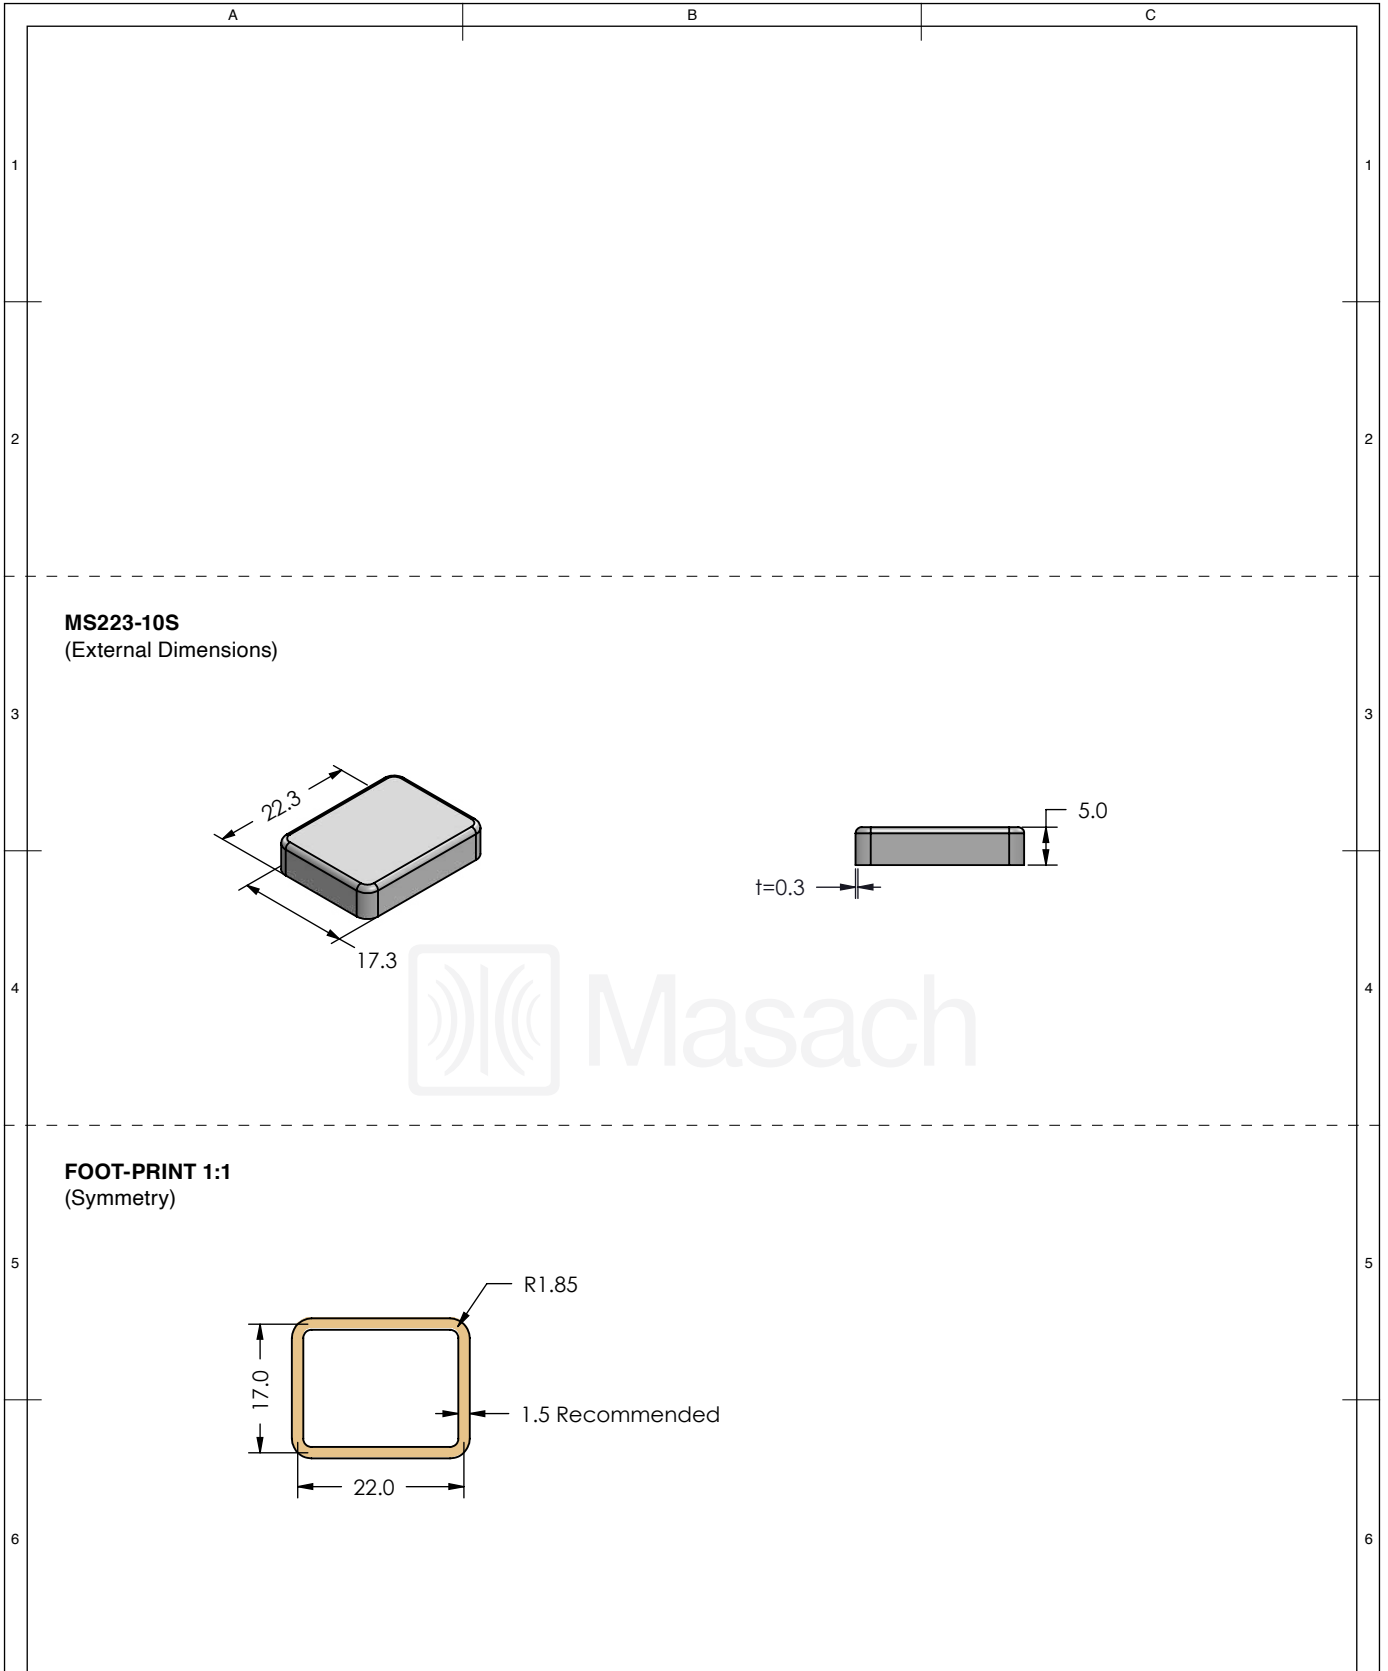 A B C
1 1
2 2
MS223-10S
(External Dimensions)
3 3
22.3
5.0
t=0.3
17.3
Masach
4 4
FOOT-PRINT 1:1
(Symmetry)
5 5
R1.85
17.0
1.5 Recommended
22.0
6 6